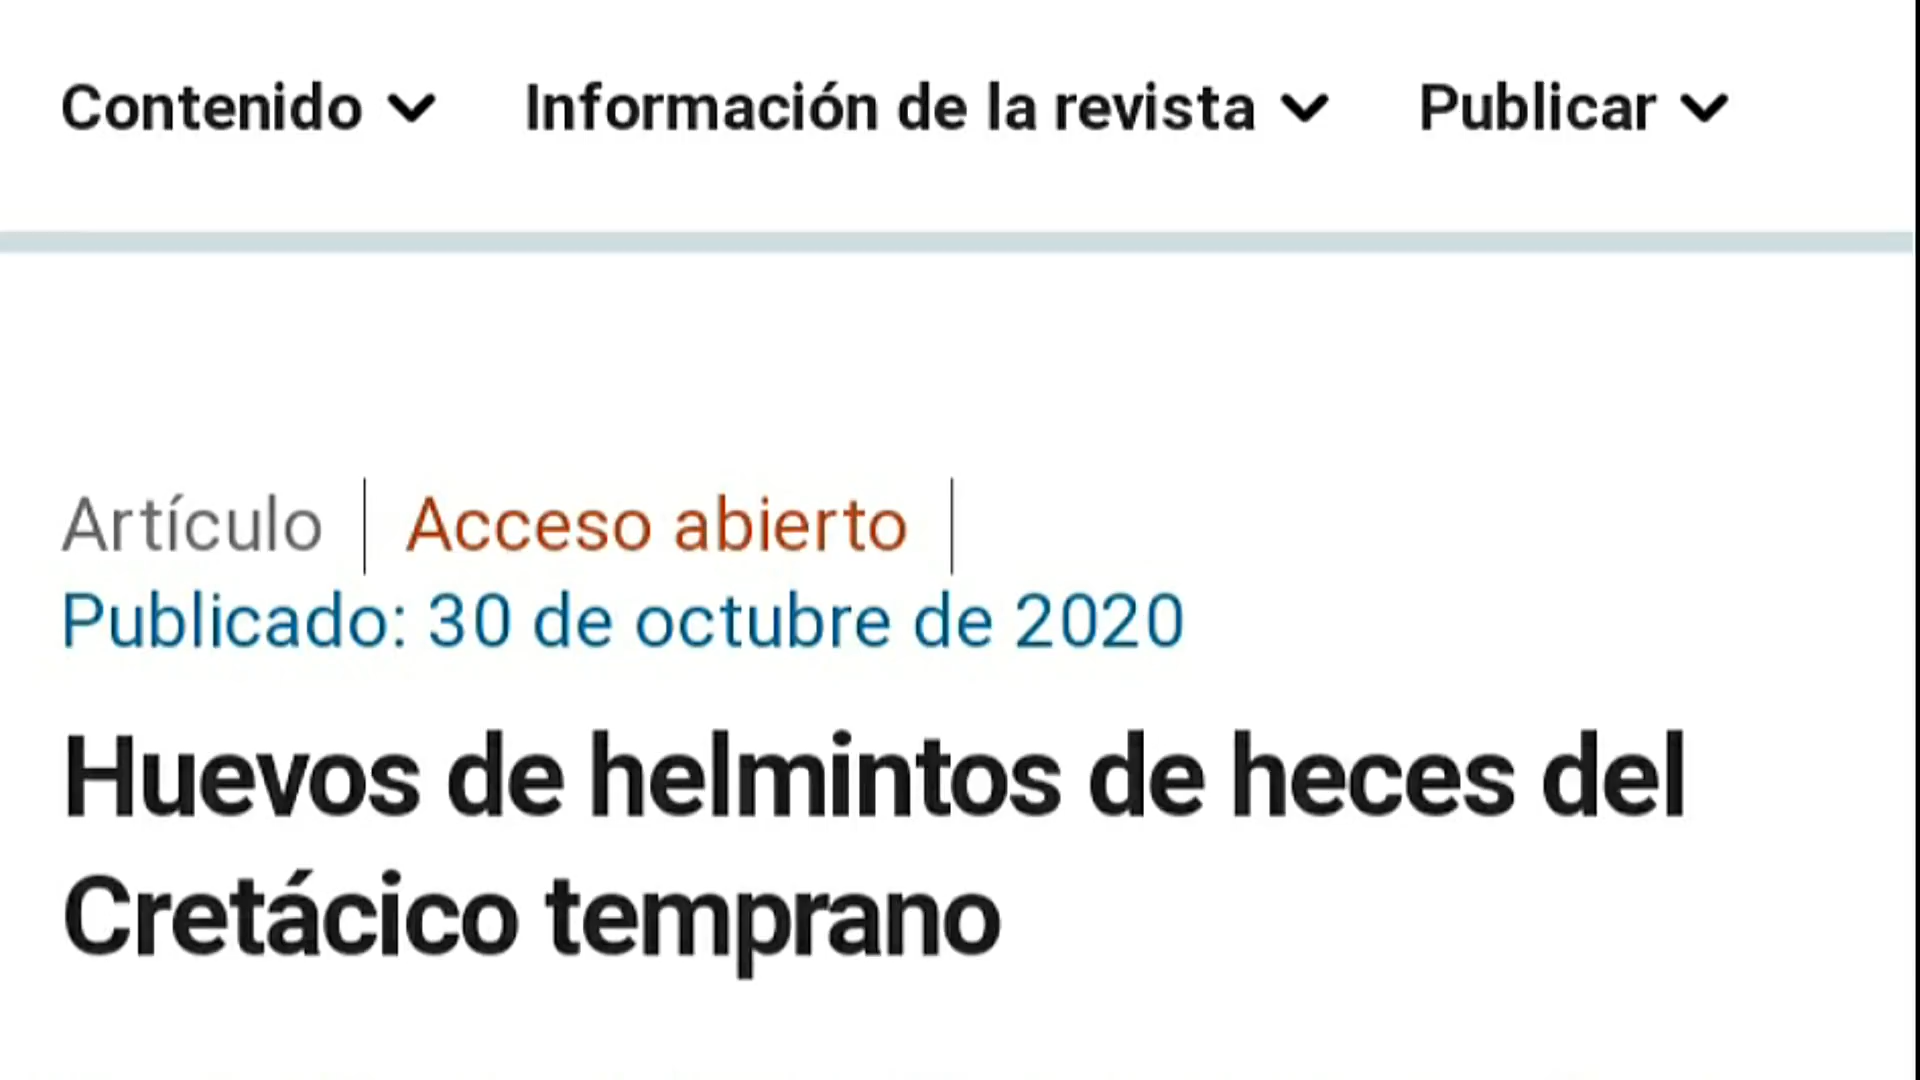 Contenido Información de la revista Publicar
Artículo Acceso abierto
Publicado: 30 de octubre de 2020
Huevos de helmintos de heces del
Cretácico temprano